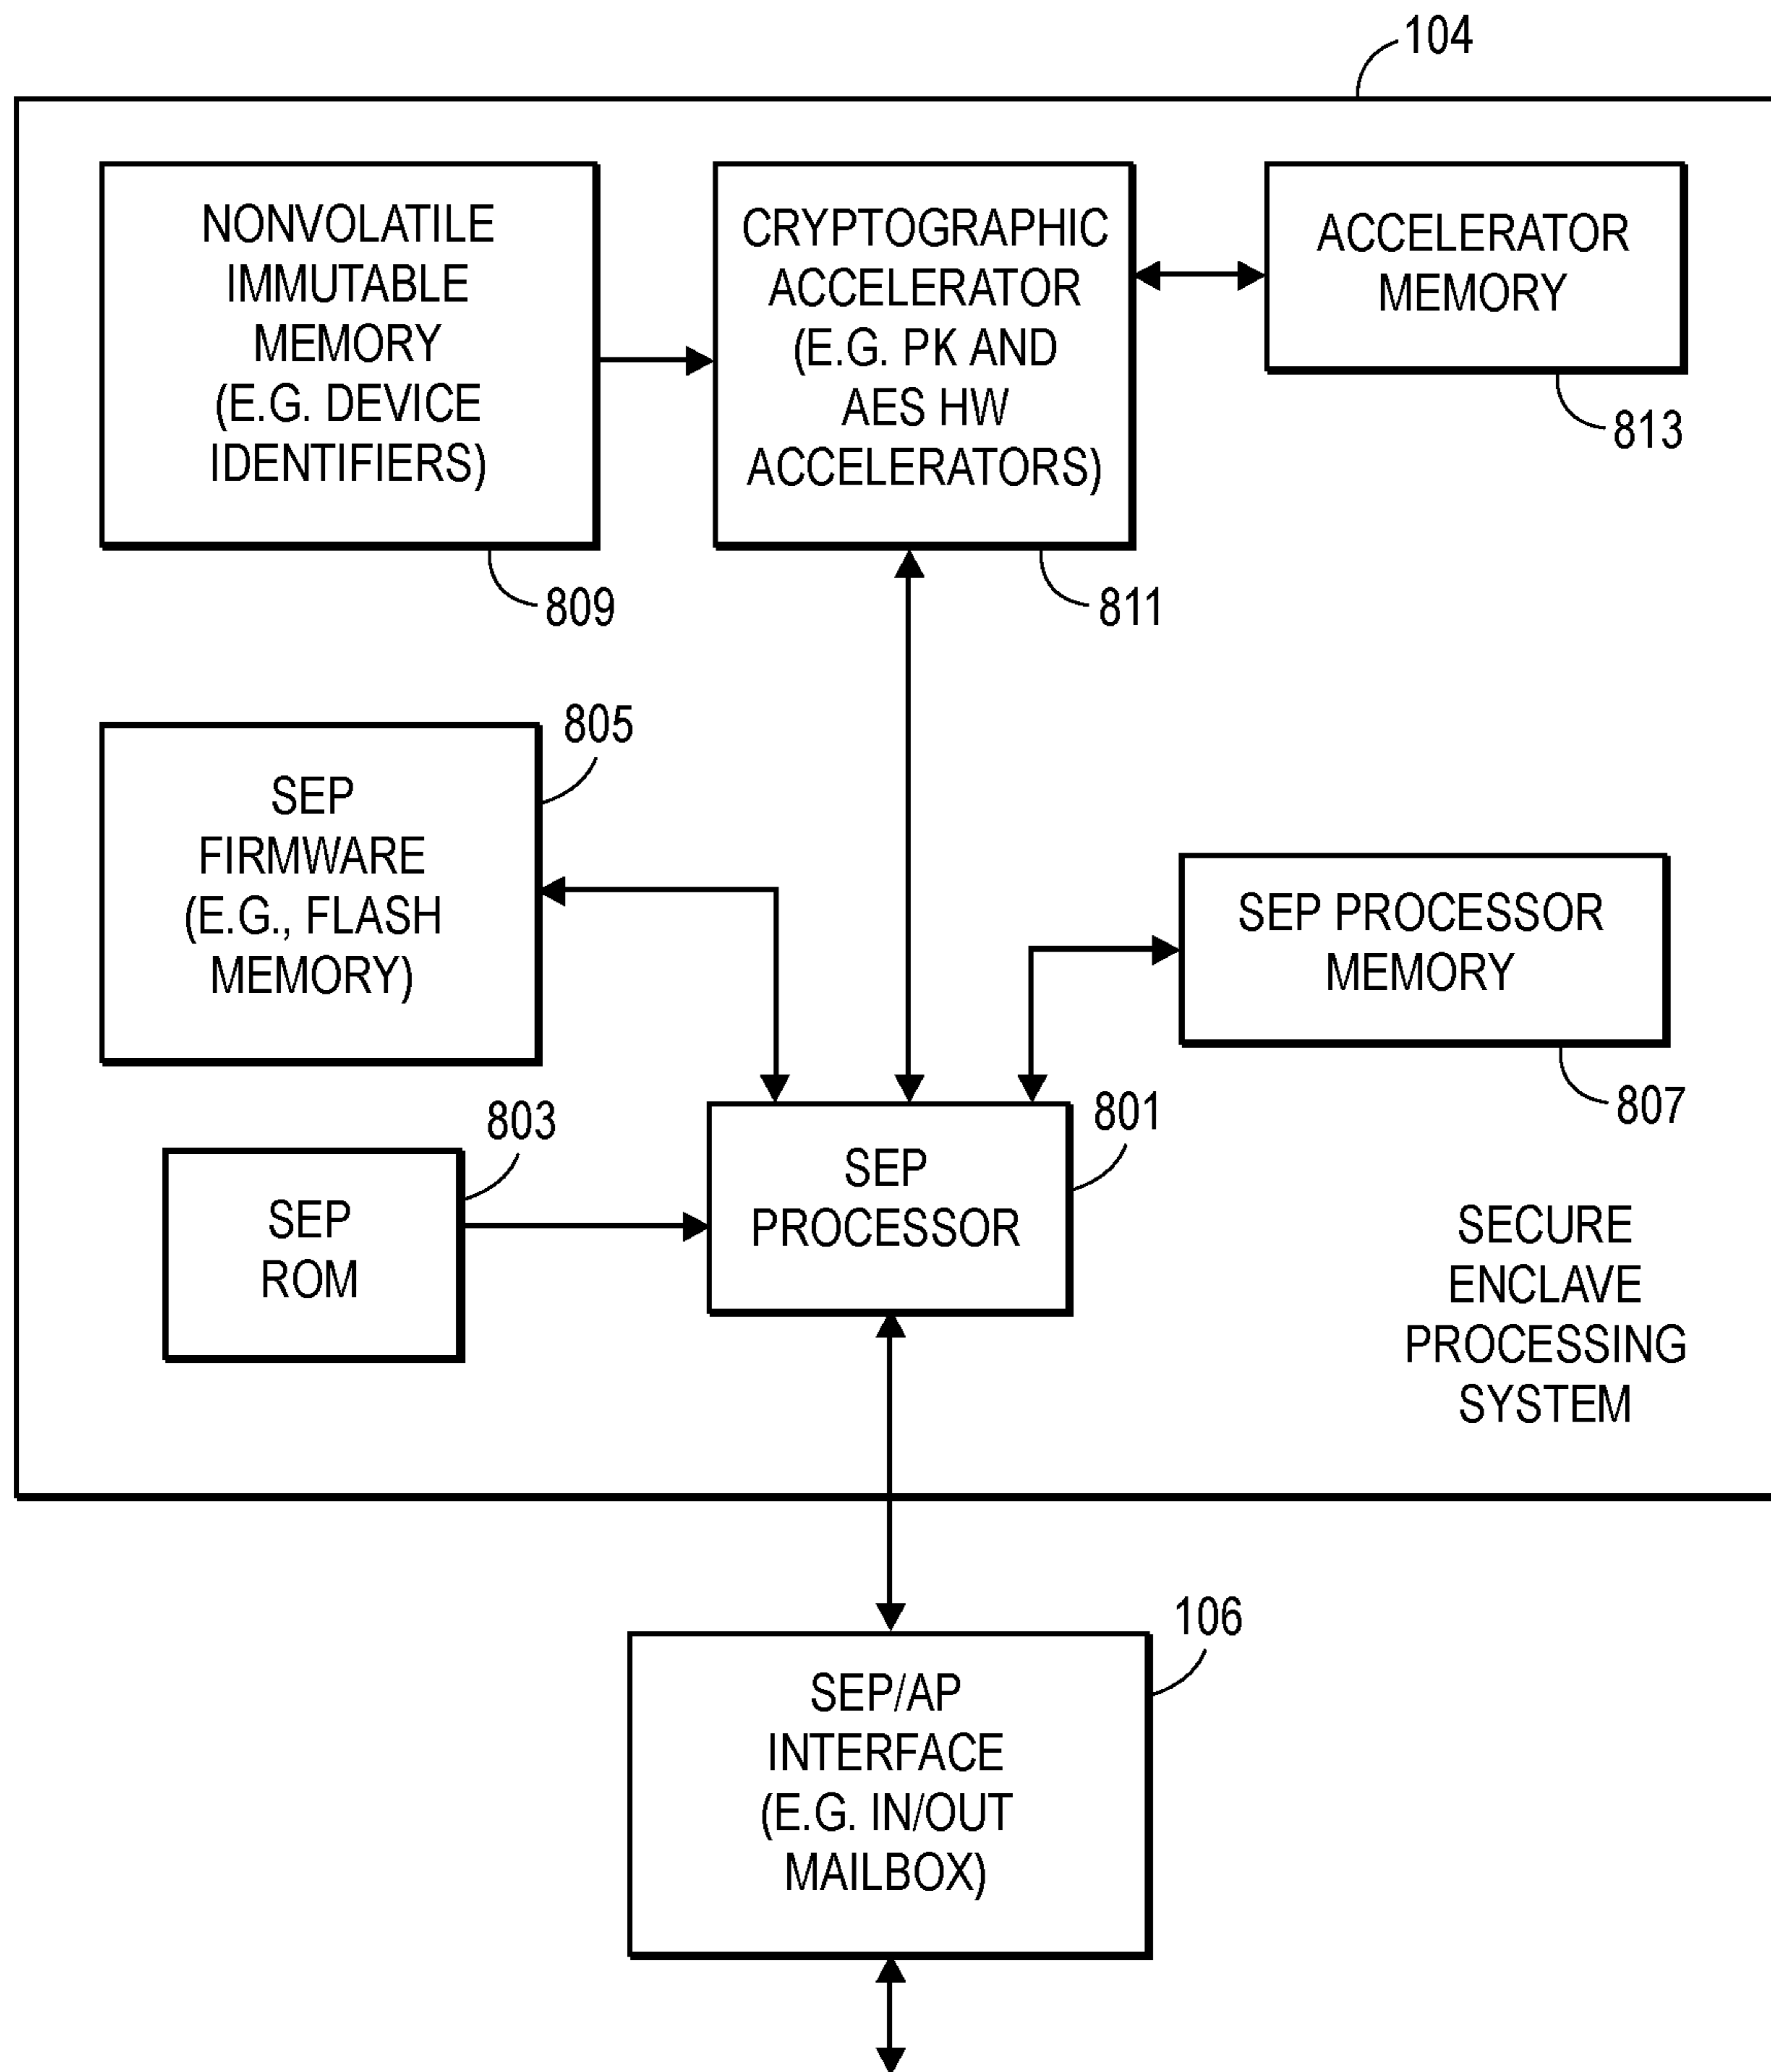 104
NONVOLATILE
IMMUTABLE
MEMORY
(E.G. DEVICE
IDENTIFIERS)
809
CRYPTOGRAPHIC
ACCELERATOR
(E.G. PK AND
AES HW
ACCELERATORS)
811
ACCELERATOR
MEMORY
813
805
SEP
FIRMWARE
(E.G., FLASH
MEMORY)
SEP PROCESSOR
MEMORY
807
803
SEP
ROM
801
SEP
PROCESSOR
SECURE
ENCLAVE
PROCESSING
SYSTEM
106
SEP/AP
INTERFACE
(E.G. IN/OUT
MAILBOX)